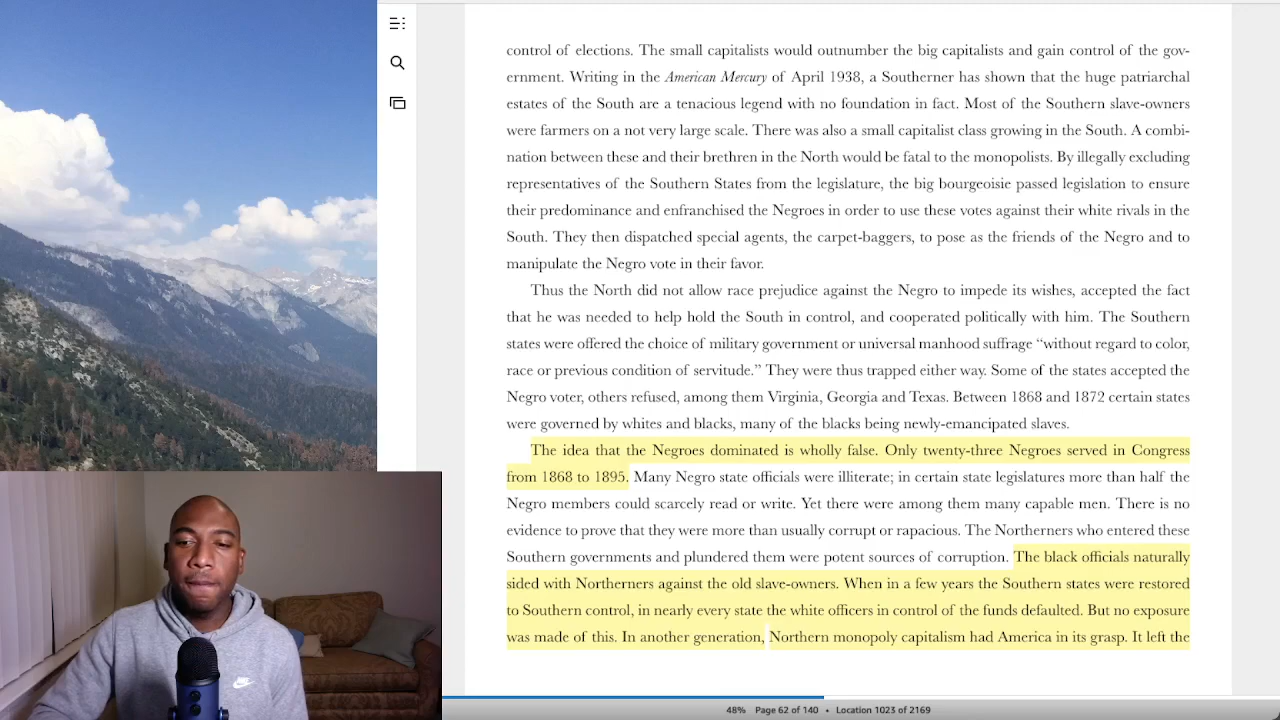 control of elections. The small capitalists would outnumber the big capitalists and gain control of the gov-
ernment. Writing in the American Mercury of April 1938, a Southerner has shown that the huge patriarchal
estates of the South are a tenacious legend with no foundation in fact. Most of the Southern slave-owners
were farmers on a not very large scale. There was also a small capitalist class growing in the South. A combi-
nation between these and their brethren in the North would be fatal to the monopolists. By illegally excluding
representatives of the Southern States from the legislature, the big bourgeoisie passed legislation to ensure
their predominance and enfranchised the Negroes in order to use these votes against their white rivals in the
South. They then dispatched special agents, the carpet-baggers, to pose as the friends of the Negro and to
manipulate the Negro vote in their favor.
Thus the North did not allow race prejudice against the Negro to impede its wishes, accepted the fact
that he was needed to help hold the South in control, and cooperated politically with him. The Southern
states were offered the choice of military government or universal manhood suffrage “without regard to color,
race or previous condition of servitude.” They were thus trapped either way. Some of the states accepted the
Negro voter, others refused, among them Virginia, Georgia and Texas. Between 1868 and 1872 certain states
were governed by whites and blacks, many of the blacks being newly-emancipated slaves.
The idea that the Negroes dominated is wholly false. Only twenty-three Negroes served in Congress
from 1868 to 1895. Many Negro state officials were illiterate; in certain state legislatures more than half the
Negro members could scarcely read or write. Yet there were among them many capable men. There is no
evidence to prove that they were more than usually corrupt or rapacious. The Northerners who entered these
Southern governments and plundered them were potent sources of corruption. The black officials naturally
sided with Northerners against the old slave-owners. When in a few years the Southern states were restored
to Southern control, in nearly every state the white officers in control of the funds defaulted. But no exposure
was made of this. In another generation, Northern monopoly capitalism had America in its grasp. It left the
48% Page 62 of 140 • Location 1023 of 2169